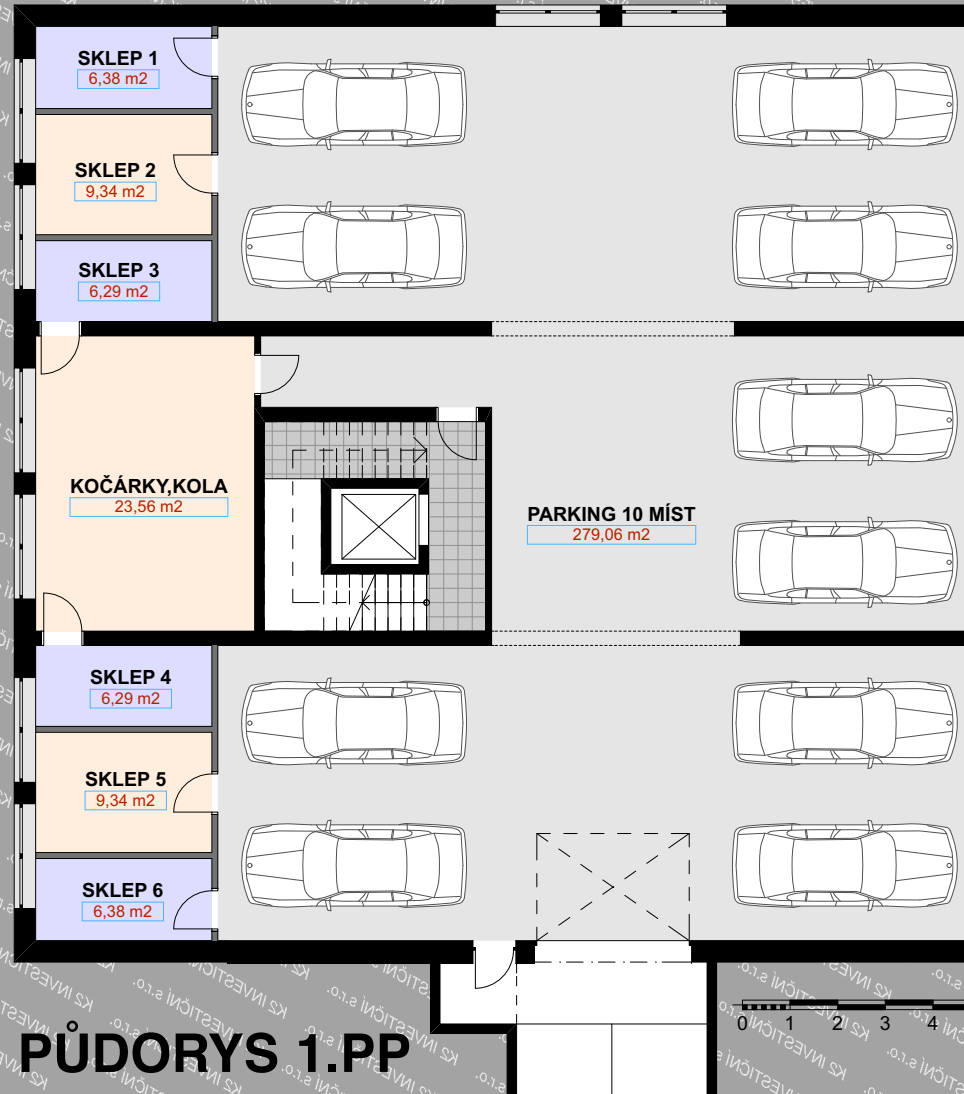 SKLEP 1
6,38 m2
SKLEP 2
9,34 m2
SKLEP 3
6,29 m2
KOČÁRKY,KOLA
23,56 m2
PARKING 10 MÍST
279,06 m2
SKLEP 4
6,29 m2
SKLEP 5
9,34 m2
SKLEP 6
6,38 m2
0 1 2 3 4
PŮDORYS 1.PP
K2 INVESTIČNÍ s.r.o.